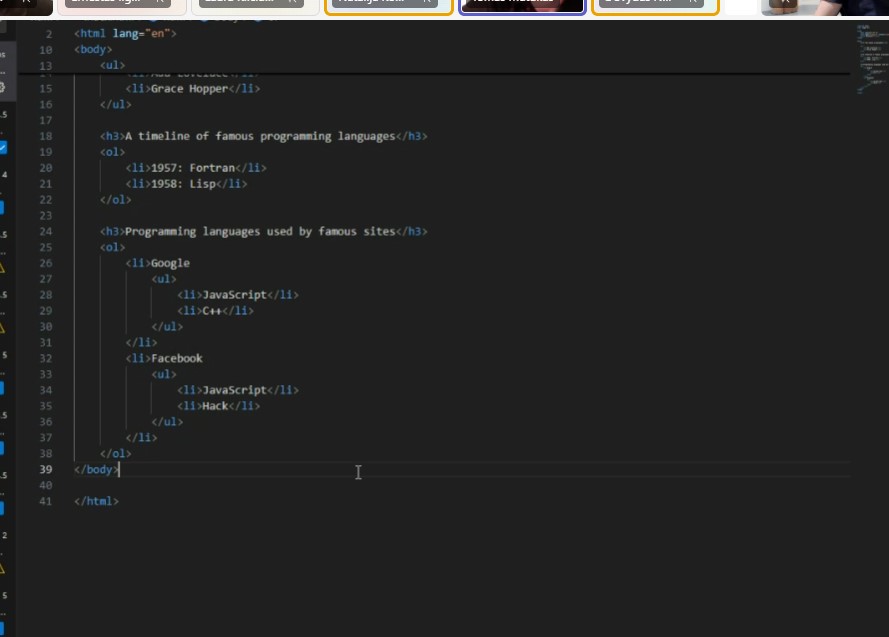 2 <html lang="en">
10 <body>
13 <ul>
15 <li>Grace Hopper</li>
16 </ul>
17
18 <h3>A timeline of famous programming languages</h3>
19 <ol>
20 <li>1957: Fortran</li>
21 <li>1958: Lisp</li>
22 </ol>
23
24 <h3>Programming languages used by famous sites</h3>
25 <ol>
26 <li>Google
27 <ul>
28 <li>JavaScript</li>
29 <li>C++</li>
30 </ul>
31 </li>
32 <li>Facebook
33 <ul>
34 <li>JavaScript</li>
35 <li>Hack</li>
36 </ul>
37 </li>
38 </ol>
39 </body>
40
41 </html>